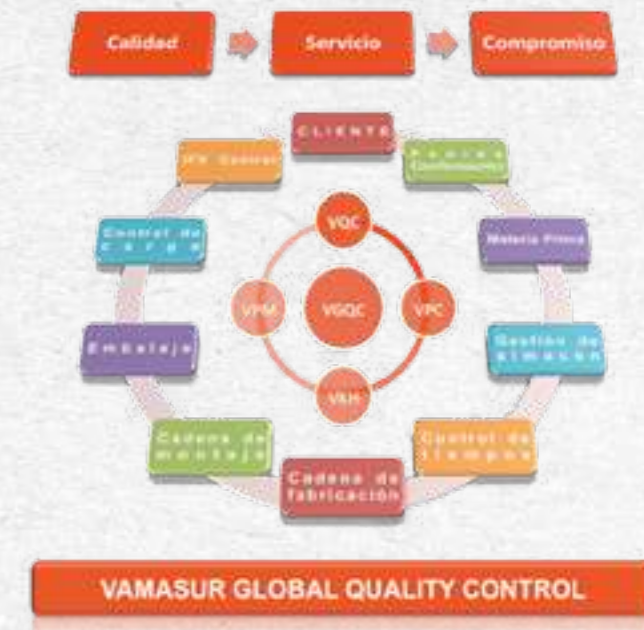 Calidad
Servicio
Compromiso
CLIENTE
Control
Materia Prima
Control de
carga
Gestión de
almacén
Embalaje
Cadena de
montaje
Control de
tiempos
Cadena de
fabricación
VQC
VPM
VGQC
VPC
VAMASUR GLOBAL QUALITY CONTROL